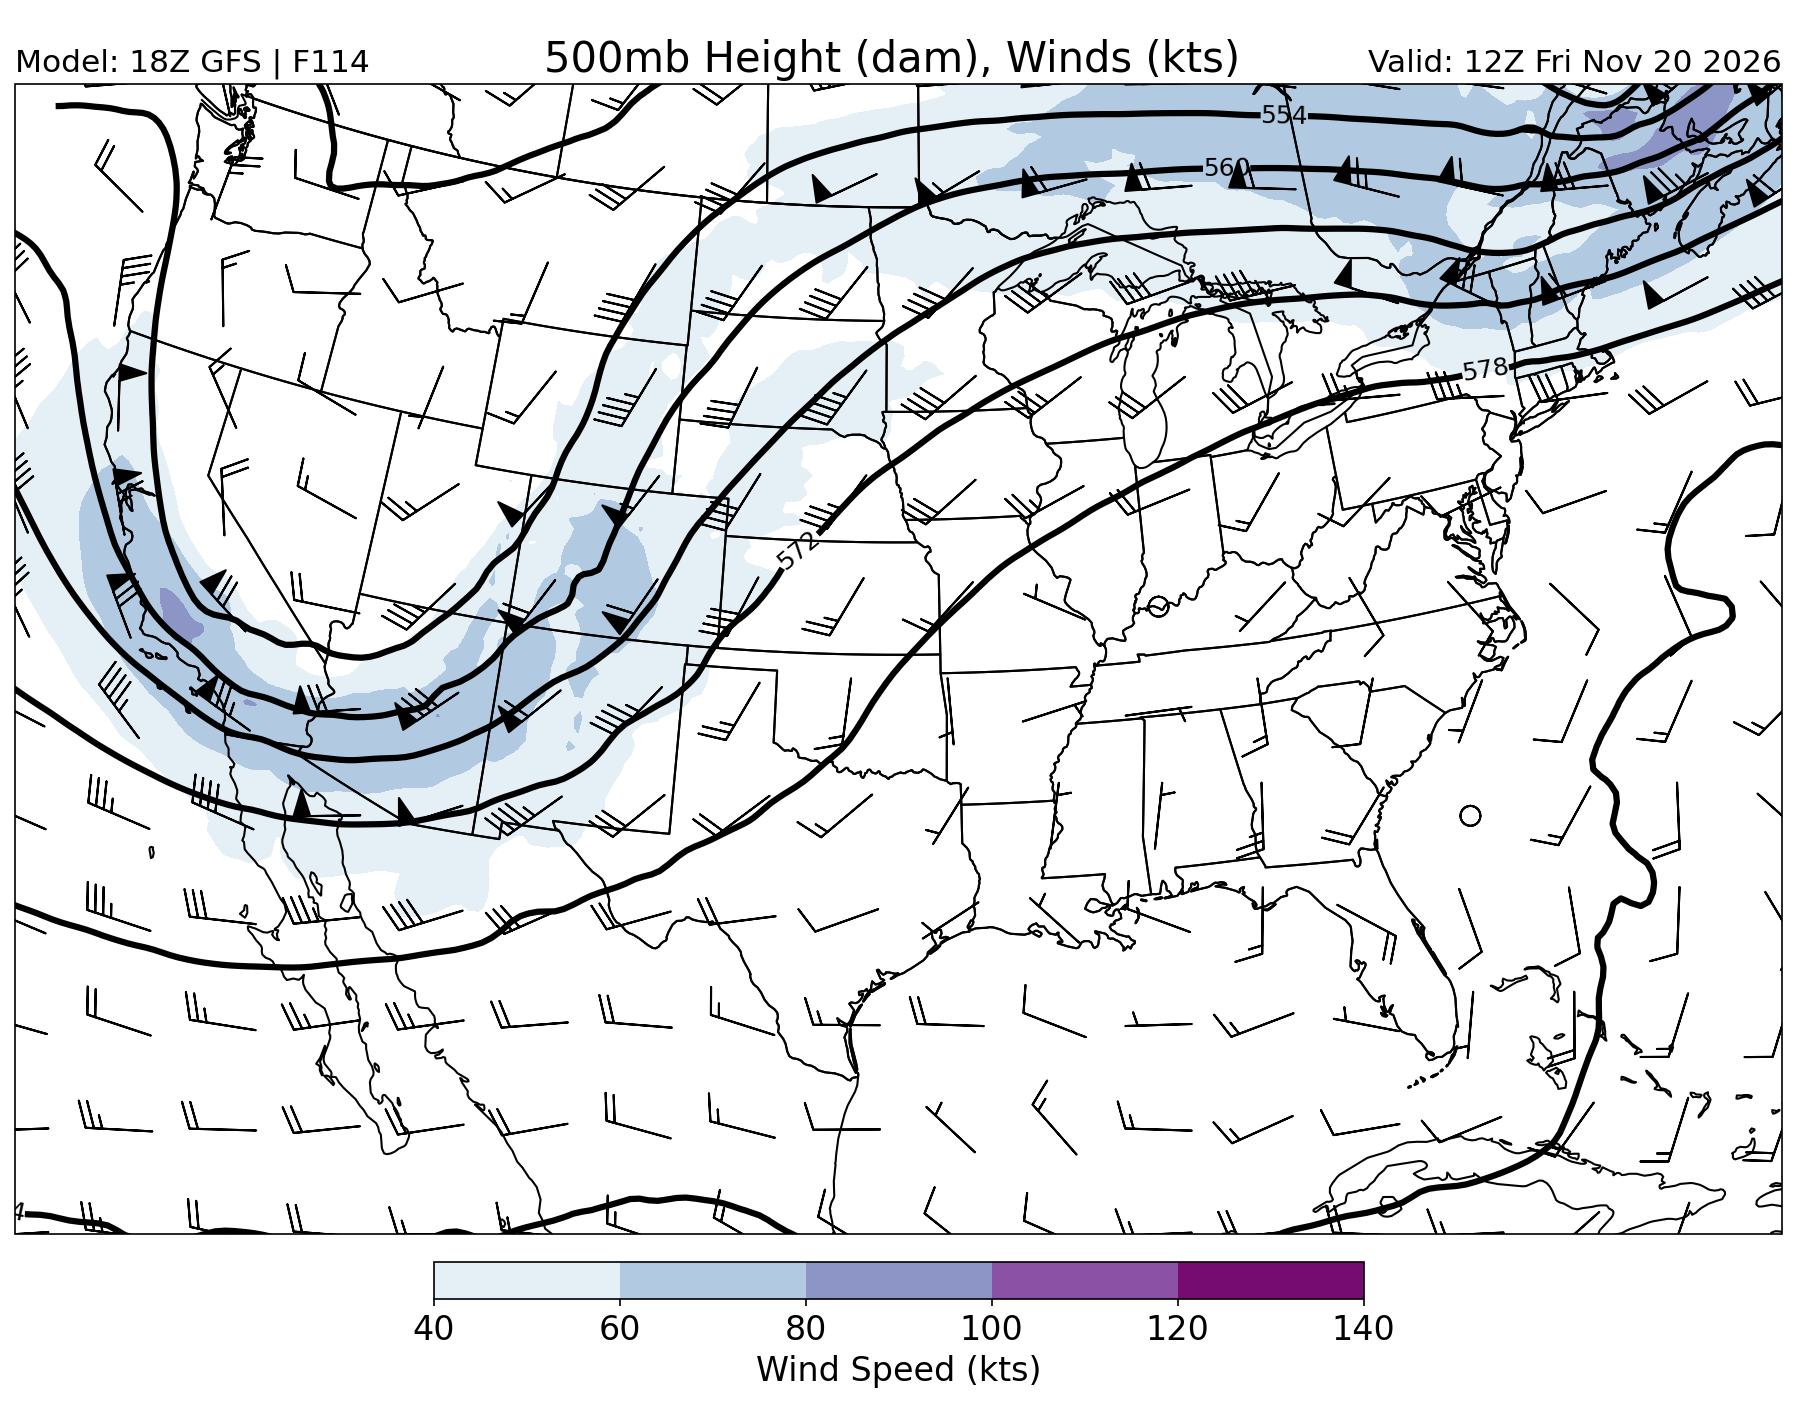 Model: 18Z GFS | F114
500mb Height (dam), Winds (kts)
Valid: 12Z Fri Nov 20 2026
554
560
578
572
4
40 60 80 100 120 140
Wind Speed (kts)